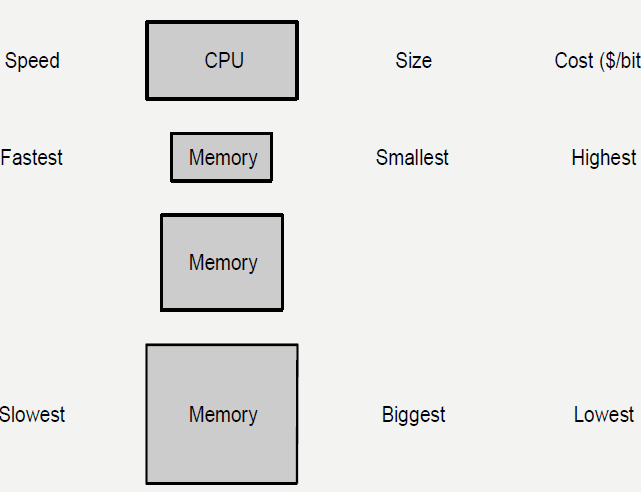 Speed CPU Size Cost ($/bit
Fastest Memory Smallest Highest
Memory
Slowest Memory Biggest Lowest